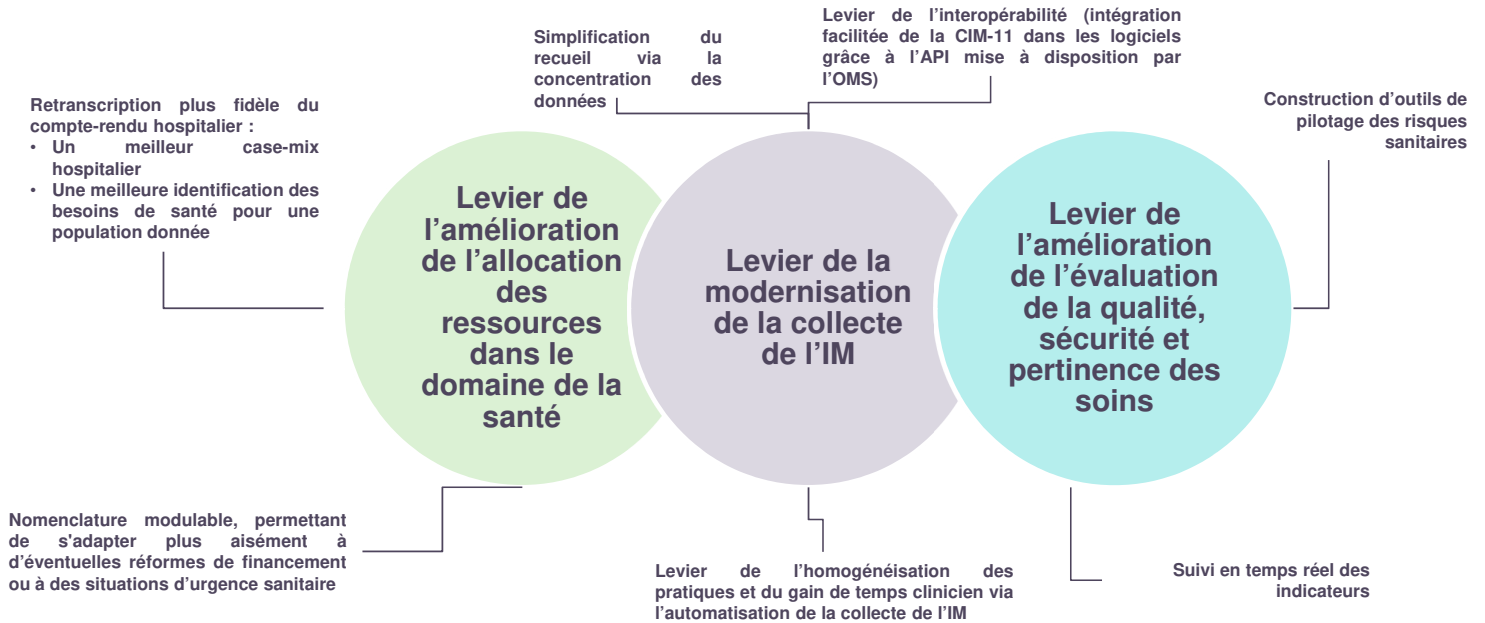 Simplification du
recueil via la
concentration des
données
Levier de l’interopérabilité (intégration
facilitée de la CIM-11 dans les logiciels
grâce à l’API mise à disposition par
l’OMS)
Retranscription plus fidèle du
compte-rendu hospitalier :
• Un meilleur case-mix
hospitalier
• Une meilleure identification des
besoins de santé pour une
population donnée
Construction d’outils de
pilotage des risques
sanitaires
Levier de
l’amélioration
de l’allocation
des
ressources
dans le
domaine de la
santé
Levier de la
modernisation
de la collecte
de l’IM
Levier de
l’amélioration
de l’évaluation
de la qualité,
sécurité et
pertinence des
soins
Nomenclature modulable, permettant
de s'adapter plus aisément à
d’éventuelles réformes de financement
ou à des situations d’urgence sanitaire
Levier de l’homogénéisation des
pratiques et du gain de temps clinicien via
l’automatisation de la collecte de l’IM
Suivi en temps réel des
indicateurs